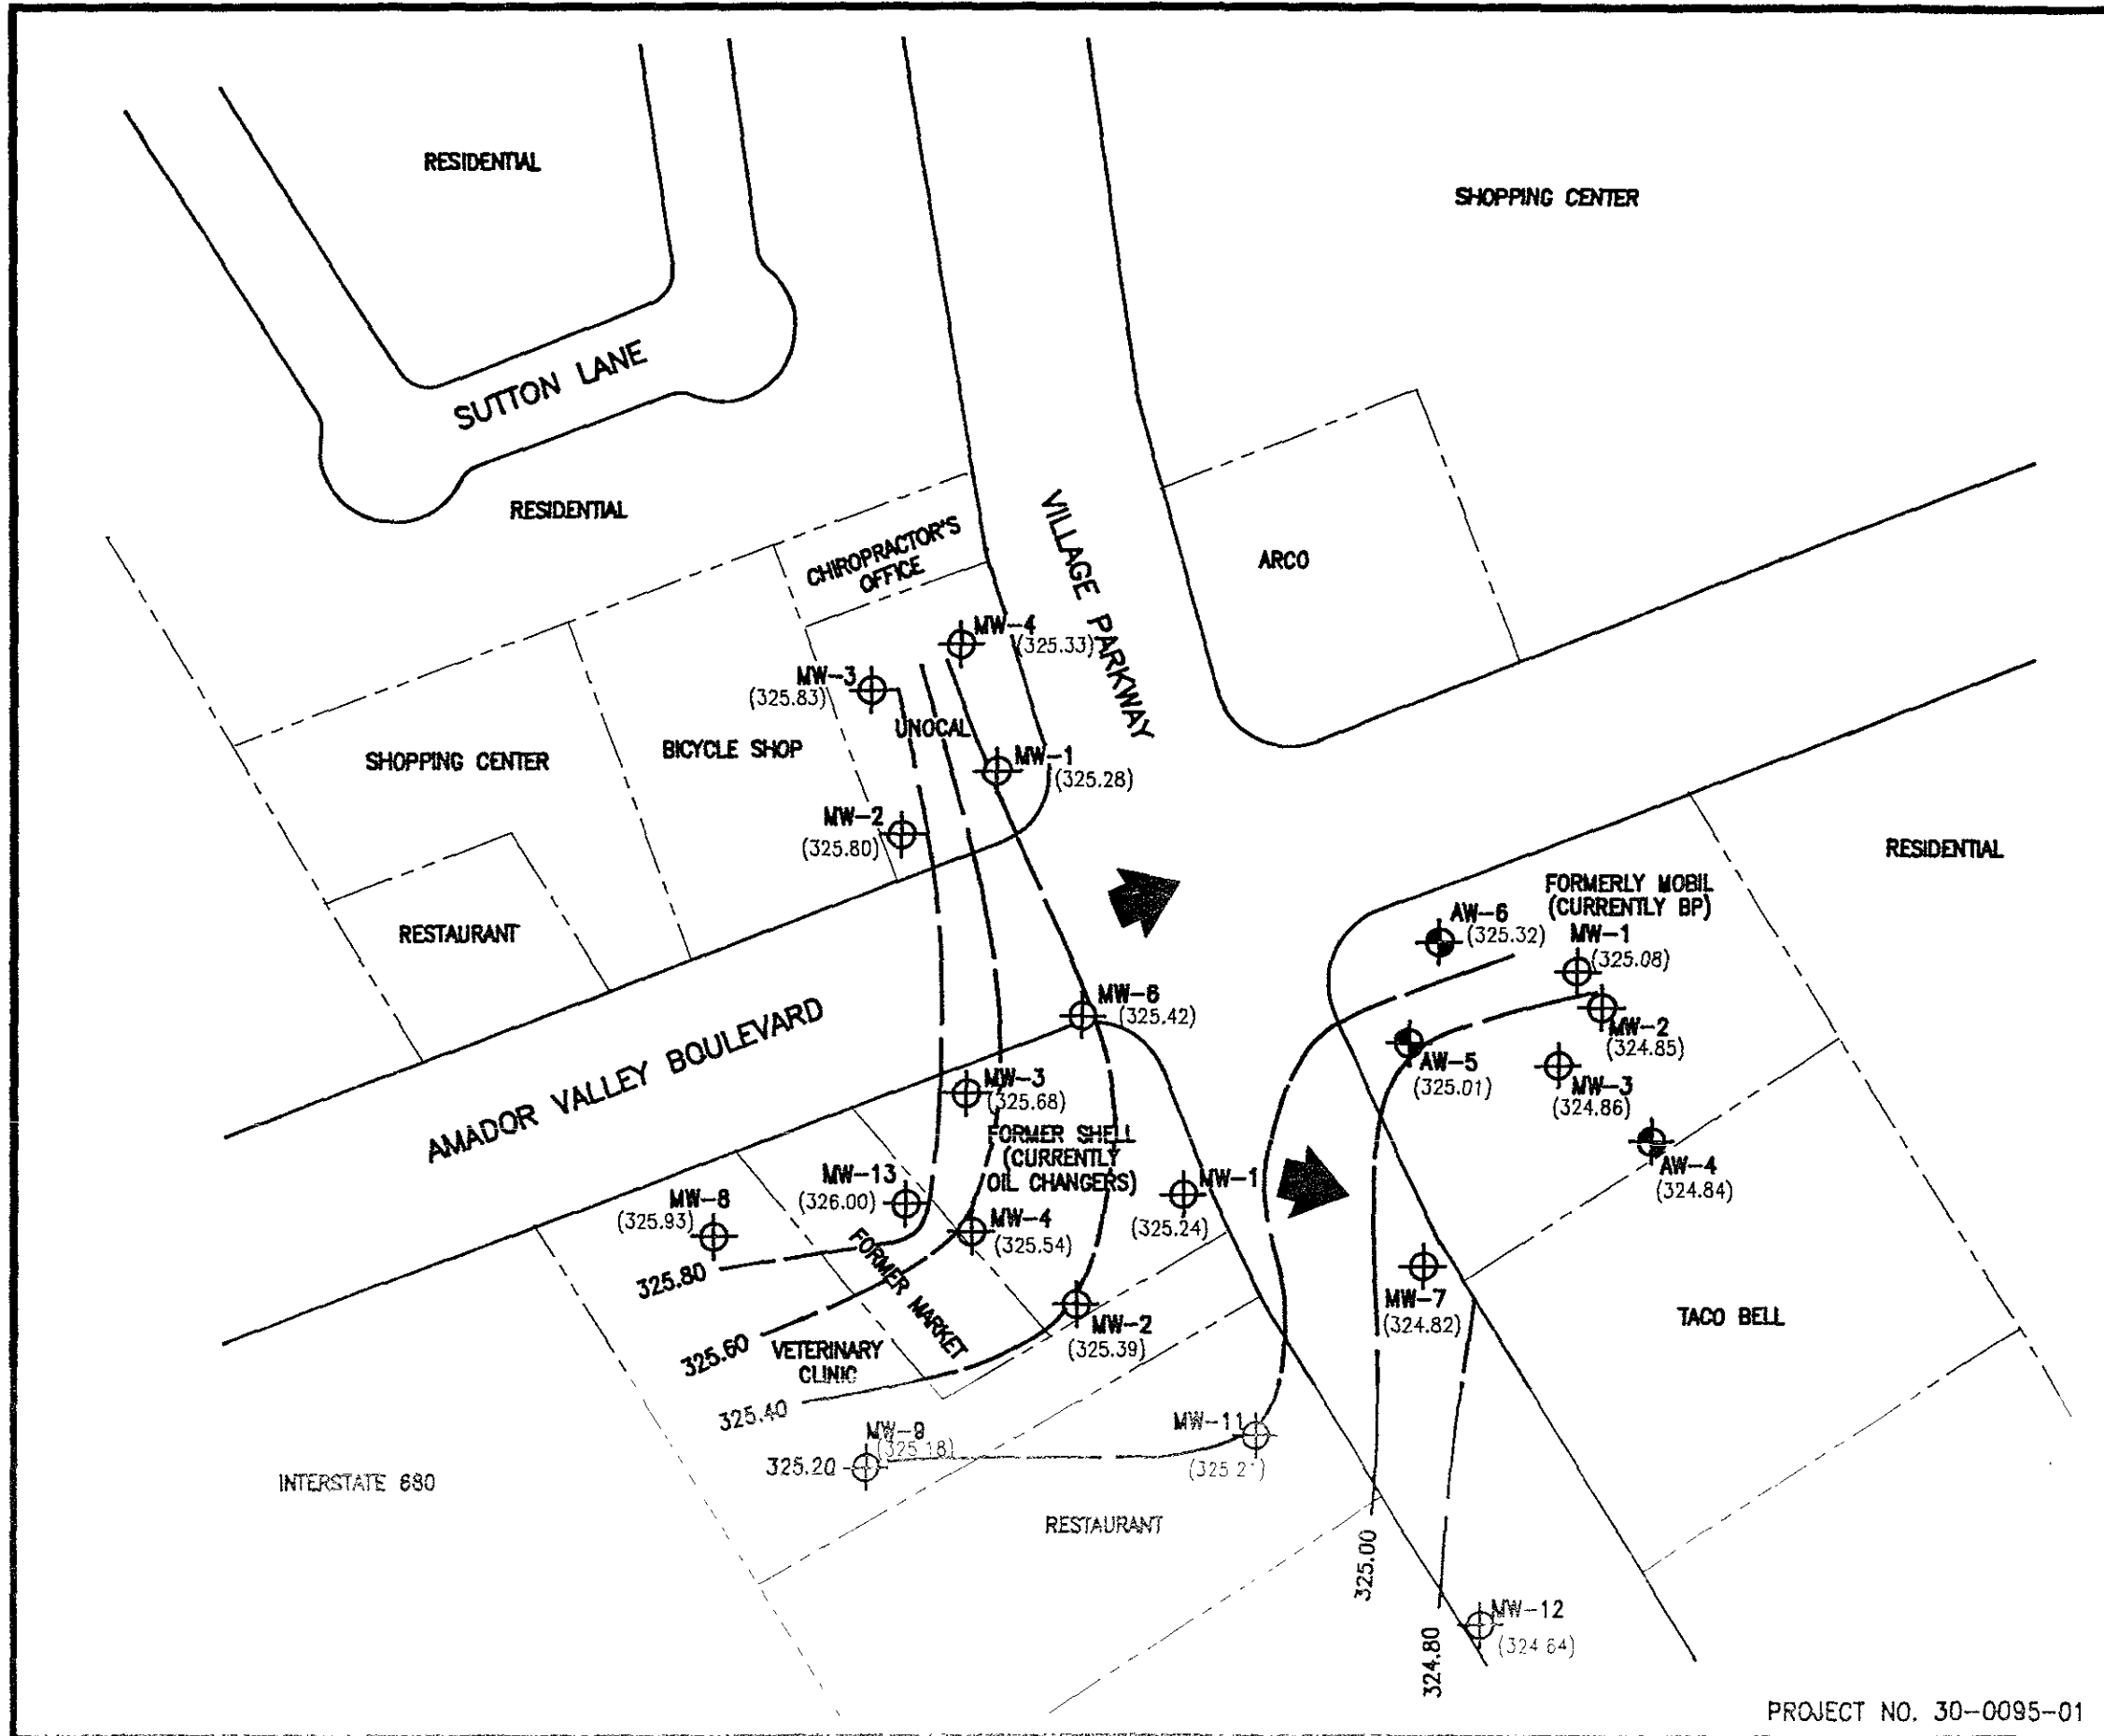 RESIDENTIAL
SHOPPING CENTER
SUTTON LANE
RESIDENTIAL
CHIROPRACTOR'S
OFFICE
VILLAGE PARKWAY
ARCO
MW-4
(325.33)
MW-3
(325.83)
UNOCAL
SHOPPING CENTER
BICYCLE SHOP
MW-1
(325.28)
MW-2
(325.80)
RESTAURANT
RESIDENTIAL
FORMERLY MOBIL
(CURRENTLY BP)
AW-6
(325.32)
MW-1
(325.08)
AMADOR VALLEY BOULEVARD
MW-6
(325.42)
MW-2
(324.85)
AW-5
(325.01)
MW-3
(324.86)
MW-3
(325.68)
FORMER SHELL
(CURRENTLY
OIL CHANGERS)
AW-4
(324.84)
MW-13
(326.00)
MW-8
(325.93)
MW-1
(325.24)
MW-4
(325.54)
FORMER MARKET
325.80
MW-7
(324.82)
TACO BELL
MW-2
(325.39)
325.60
VETERINARY
CLINIC
325.40
MW-9
(325.18)
325.20
MW-11
INTERSTATE 680
RESTAURANT
325.00
324.80
MW-12
(324.64)
PROJECT NO. 30-0095-01